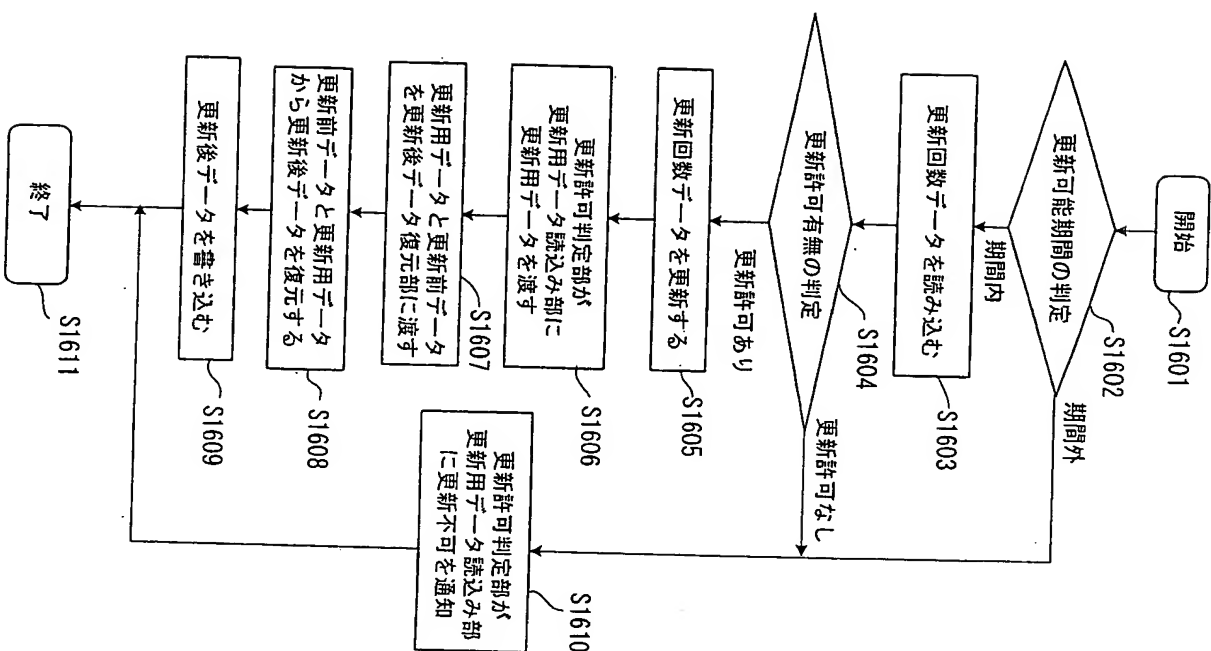 開始
S1601
更新可能期間の判定
S1602
期間内
期間外
更新回数データを読み込む
S1603
更新許可有無の判定
S1604
更新許可あり
更新許可なし
更新回数データを更新する
S1605
更新許可判定部が
更新用データ読込み部に
更新用データを渡す
S1606
更新用データと更新前データ
を更新後データ復元部に渡す
S1607
更新前データと更新用データ
から更新後データを復元する
S1608
更新後データを書き込む
S1609
更新許可判定部が
更新用データ読込み部
に更新不可を通知
S1610
終了
S1611